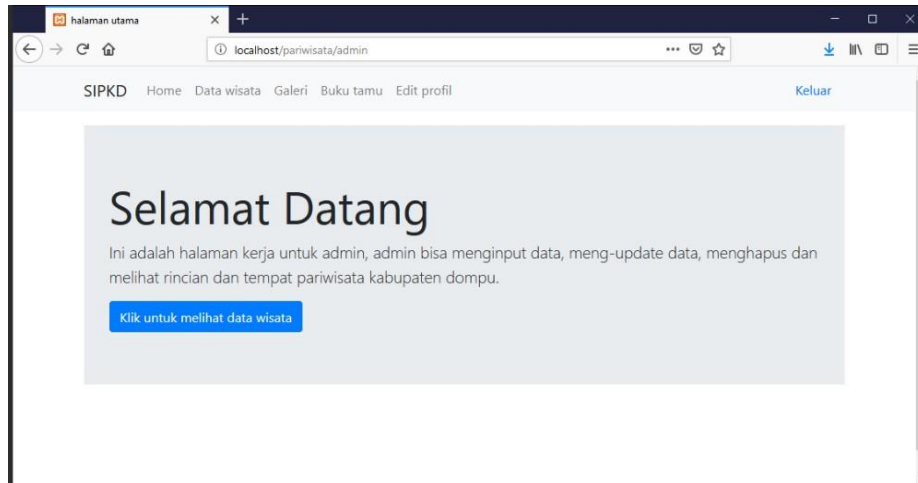 halaman utama
localhost/pariwisata/admin
SIPKD Home Data wisata Galeri Buku tamu Edit profil Keluar
Selamat Datang
Ini adalah halaman kerja untuk admin, admin bisa menginput data, meng-update data, menghapus dan
melihat rincian dan tempat pariwisata kabupaten dompu.
Klik untuk melihat data wisata